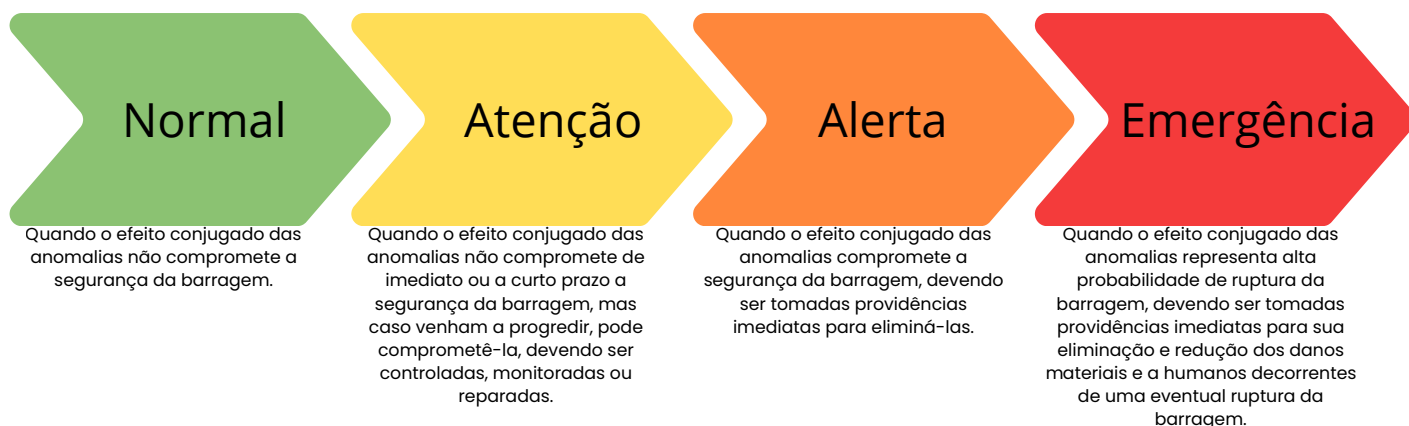 Normal
Quando o efeito conjugado das
anomalias não compromete a
segurança da barragem.
Atenção
Quando o efeito conjugado das
anomalias não compromete de
imediato ou a curto prazo a
segurança da barragem, mas
caso venham a progredir, pode
comprometê-la, devendo ser
controladas, monitoradas ou
reparadas.
Alerta
Quando o efeito conjugado das
anomalias compromete a
segurança da barragem, devendo
ser tomadas providências
imediatas para eliminá-las.
Emergência
Quando o efeito conjugado das
anomalias representa alta
probabilidade de ruptura da
barragem, devendo ser tomadas
providências imediatas para sua
eliminação e redução dos danos
materiais e a humanos decorrentes
de uma eventual ruptura da
barragem.